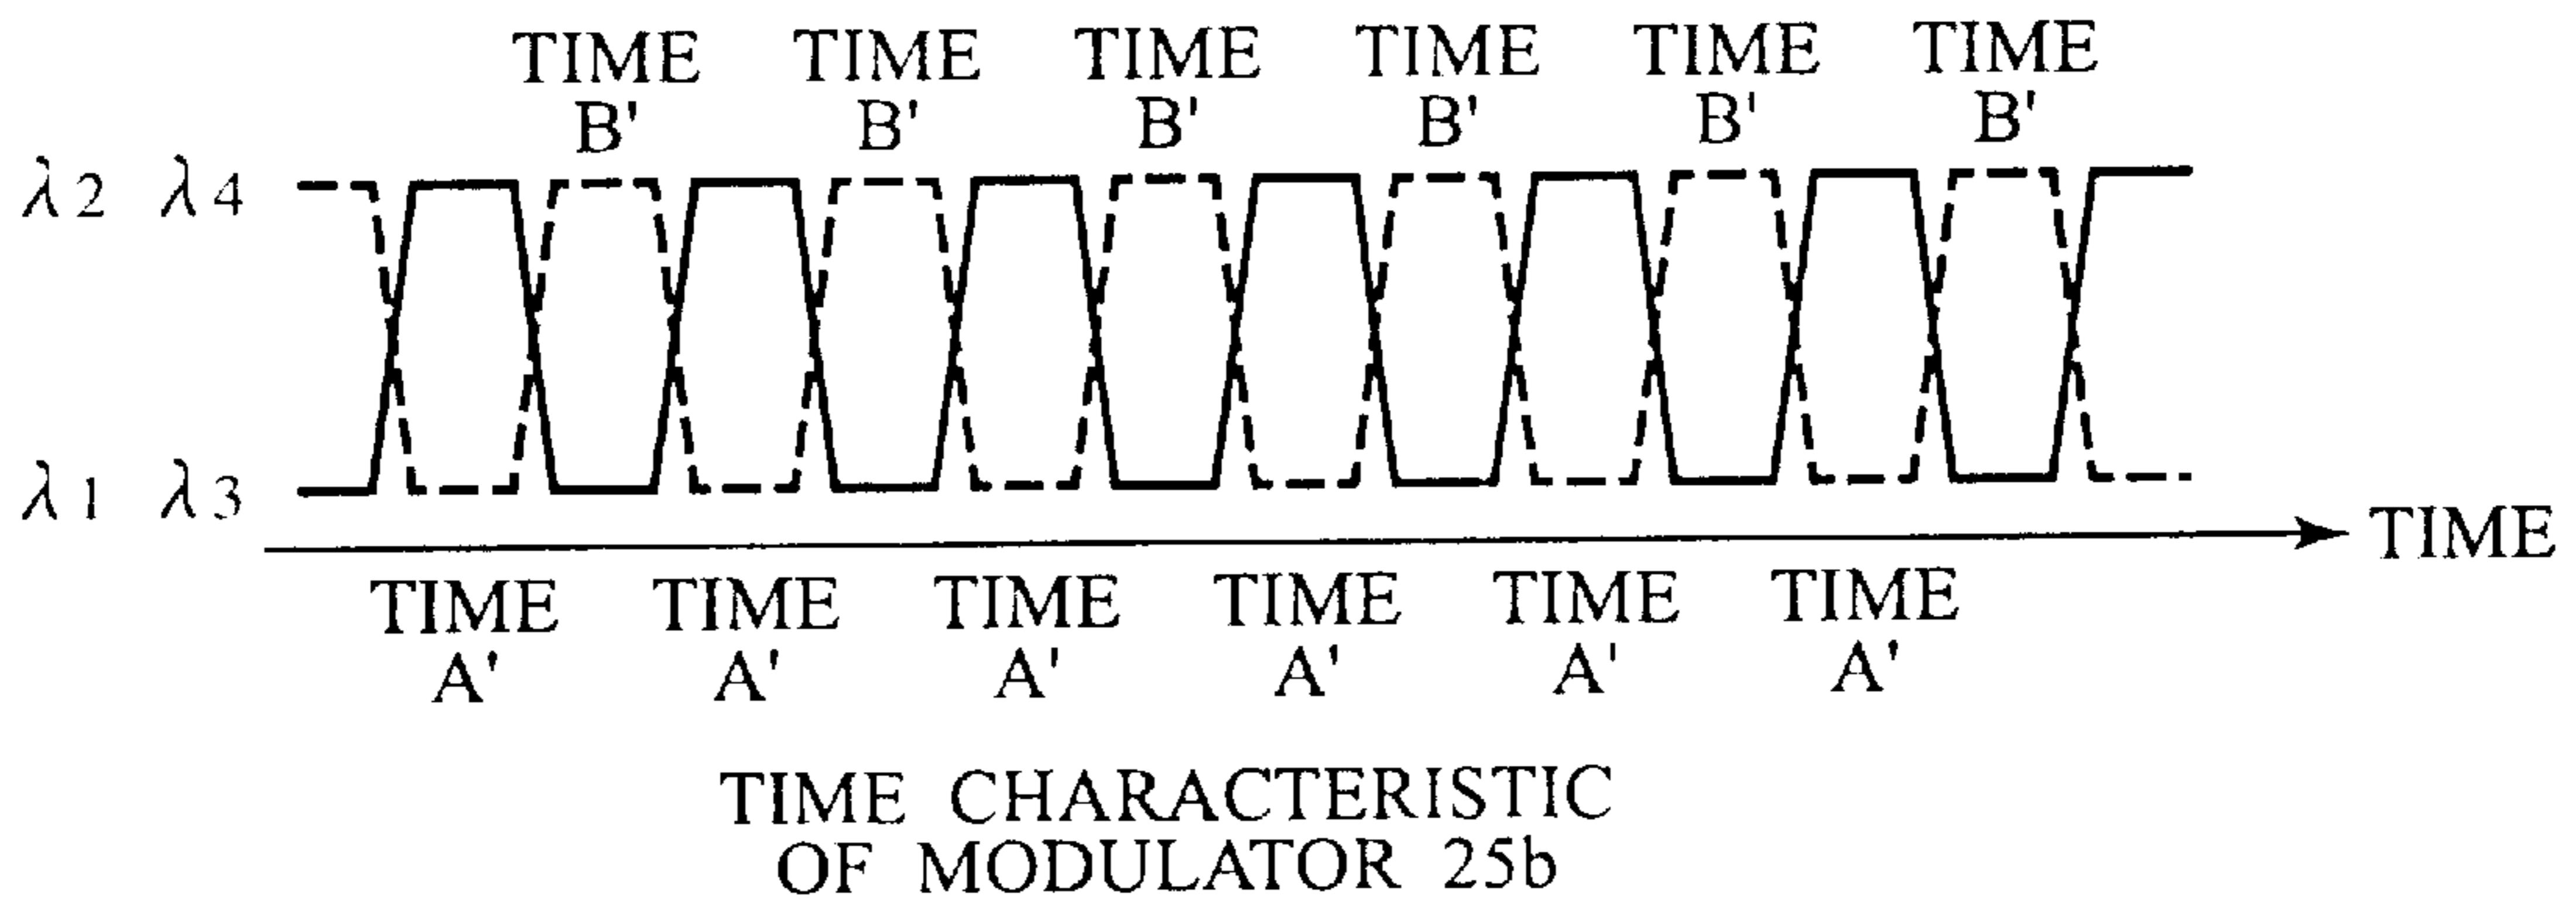 TIME TIME TIME TIME TIME TIME
B' B' B' B' B' B'
λ2 λ4
λ1 λ3
TIME
TIME TIME TIME TIME TIME TIME
A' A' A' A' A' A'
TIME CHARACTERISTIC
OF MODULATOR 25b